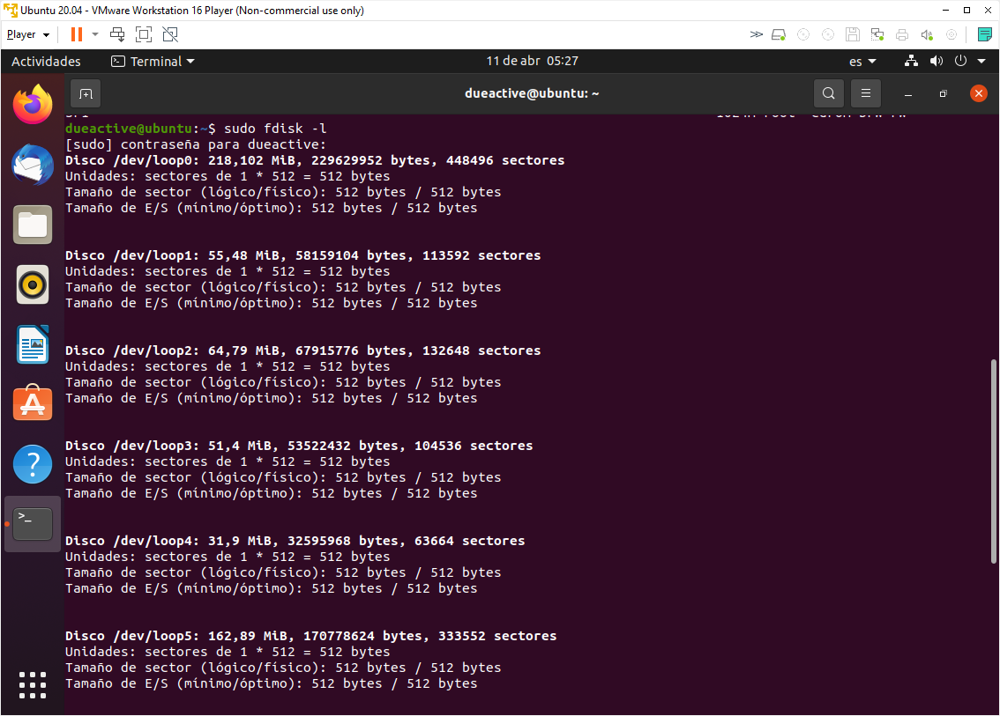 Ubuntu 20.04 - VMware Workstation 16 Player (Non-commercial use only)
Player
Actividades Terminal 11 de abr 05:27 es
dueactive@ubuntu: ~
dueactive@ubuntu:~$ sudo fdisk -l
[sudo] contraseña para dueactive:
Disco /dev/loop0: 218,102 MiB, 229629952 bytes, 448496 sectores
Unidades: sectores de 1 * 512 = 512 bytes
Tamaño de sector (lógico/físico): 512 bytes / 512 bytes
Tamaño de E/S (mínimo/óptimo): 512 bytes / 512 bytes
Disco /dev/loop1: 55,48 MiB, 58159104 bytes, 113592 sectores
Unidades: sectores de 1 * 512 = 512 bytes
Tamaño de sector (lógico/físico): 512 bytes / 512 bytes
Tamaño de E/S (mínimo/óptimo): 512 bytes / 512 bytes
Disco /dev/loop2: 64,79 MiB, 67915776 bytes, 132648 sectores
Unidades: sectores de 1 * 512 = 512 bytes
Tamaño de sector (lógico/físico): 512 bytes / 512 bytes
Tamaño de E/S (mínimo/óptimo): 512 bytes / 512 bytes
Disco /dev/loop3: 51,4 MiB, 53522432 bytes, 104536 sectores
Unidades: sectores de 1 * 512 = 512 bytes
Tamaño de sector (lógico/físico): 512 bytes / 512 bytes
Tamaño de E/S (mínimo/óptimo): 512 bytes / 512 bytes
Disco /dev/loop4: 31,9 MiB, 32595968 bytes, 63664 sectores
Unidades: sectores de 1 * 512 = 512 bytes
Tamaño de sector (lógico/físico): 512 bytes / 512 bytes
Tamaño de E/S (mínimo/óptimo): 512 bytes / 512 bytes
Disco /dev/loop5: 162,89 MiB, 170778624 bytes, 333552 sectores
Unidades: sectores de 1 * 512 = 512 bytes
Tamaño de sector (lógico/físico): 512 bytes / 512 bytes
Tamaño de E/S (mínimo/óptimo): 512 bytes / 512 bytes